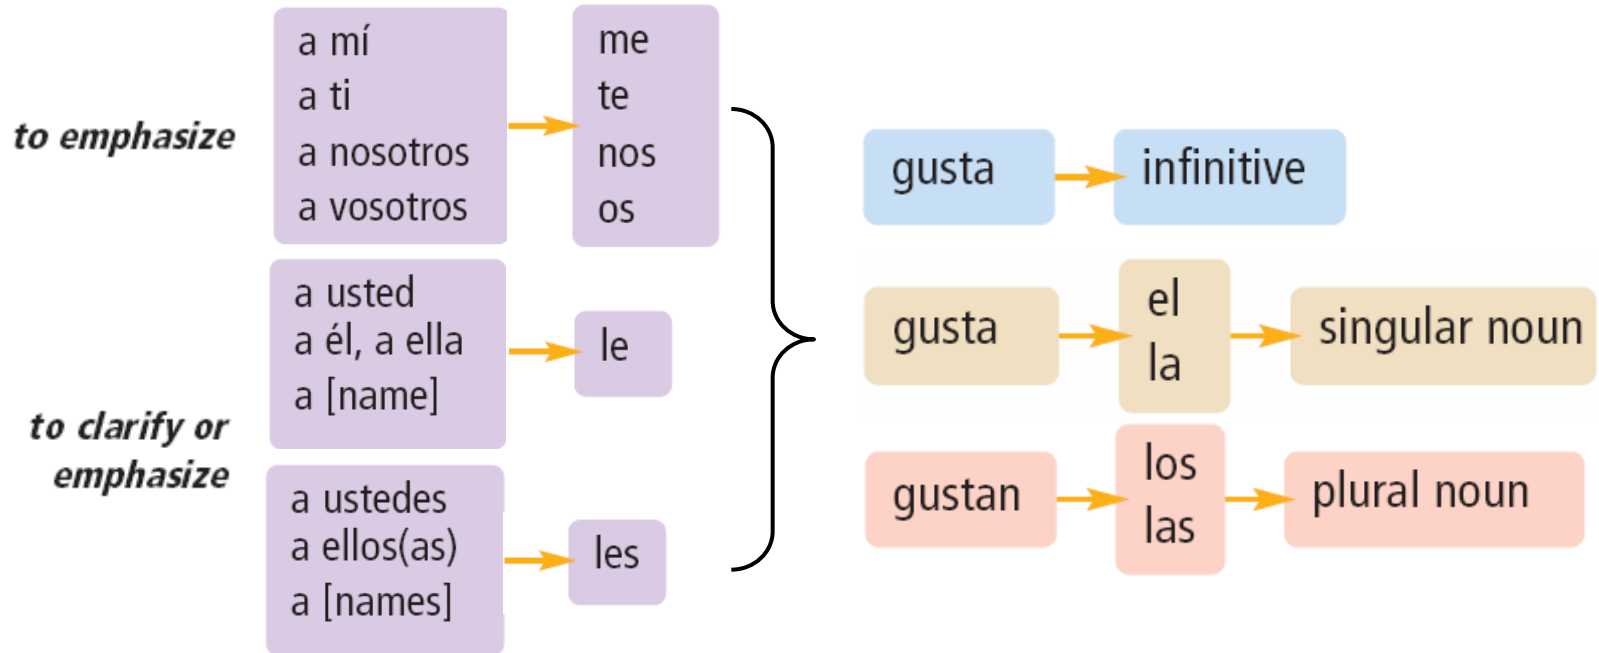 to emphasize
a mí
a ti
a nosotros
a vosotros
me
te
nos
os
to clarify or
emphasize
a usted
a él, a ella
a [name]
le
a ustedes
a ellos(as)
a [names]
les
gusta
infinitive
gusta
el
la
singular noun
gustan
los
las
plural noun